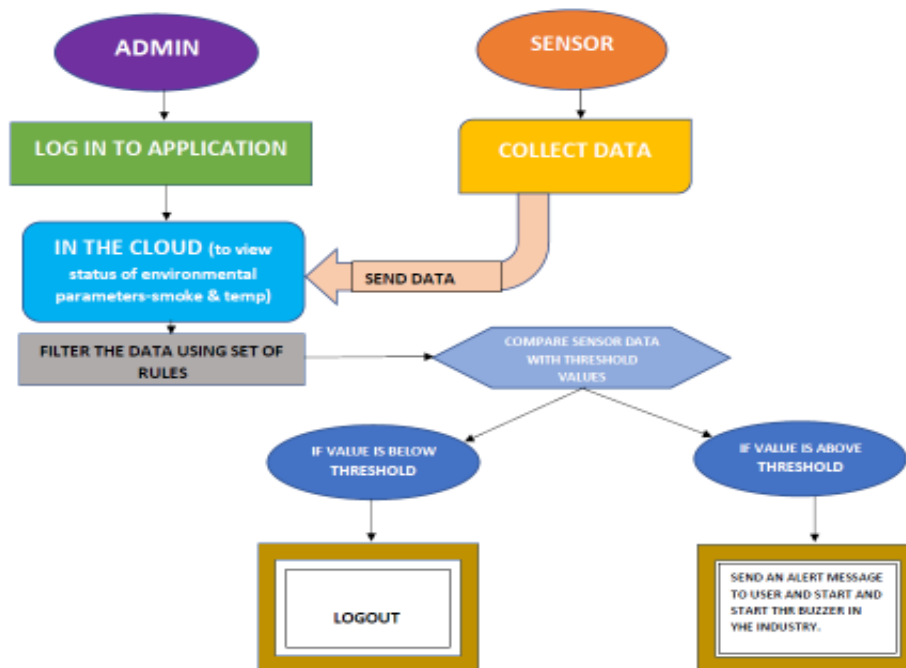 ADMIN
SENSOR
LOG IN TO APPLICATION
COLLECT DATA
IN THE CLOUD (to view
status of environmental
parameters-smoke & temp)
SEND DATA
FILTER THE DATA USING SET OF
RULES
COMPARE SENSOR DATA
WITH THRESHOLD
VALUES
IF VALUE IS BELOW
THRESHOLD
IF VALUE IS ABOVE
THRESHOLD
LOGOUT
SEND AN ALERT MESSAGE
TO USER AND START AND
START THR BUZZER IN
YHE INDUSTRY.